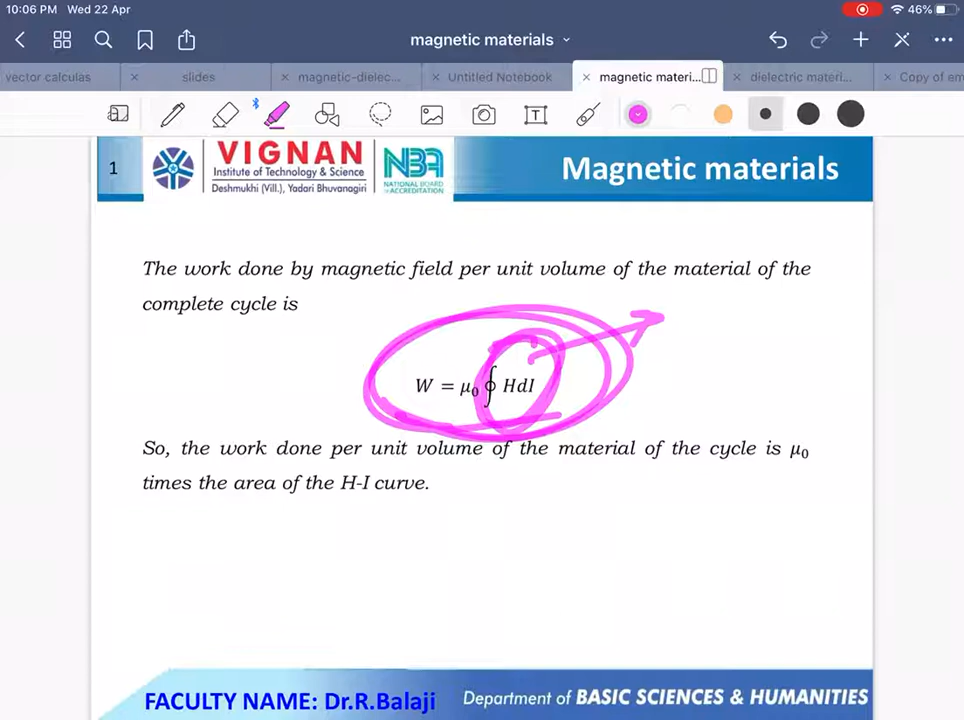 10:06 PM Wed 22 Apr
46%
magnetic materials
vector calculas
slides
magnetic-dielec...
Untitled Notebook
magnetic materi...
dielectric materi...
Copy of em
T
1
VIGNAN
Institute of Technology & Science
Deshmukhi (Vill.), Yadari Bhuvanagiri
NBA
NATIONAL BOARD
of ACCREDITATION
Magnetic materials
The work done by magnetic field per unit volume of the material of the
complete cycle is
W = μ₀ ∮ HdI
So, the work done per unit volume of the material of the cycle is μ₀
times the area of the H-I curve.
FACULTY NAME: Dr.R.Balaji
Department of BASIC SCIENCES & HUMANITIES